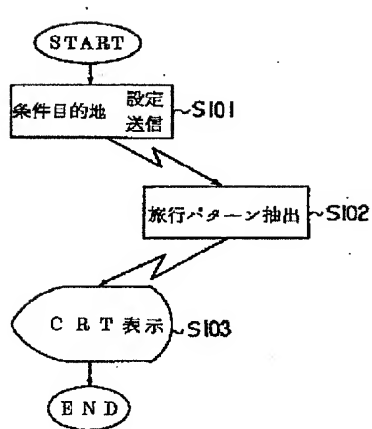 START
条件目的地 設定
送信
S101
旅行パターン抽出
S102
CRT表示
S103
END